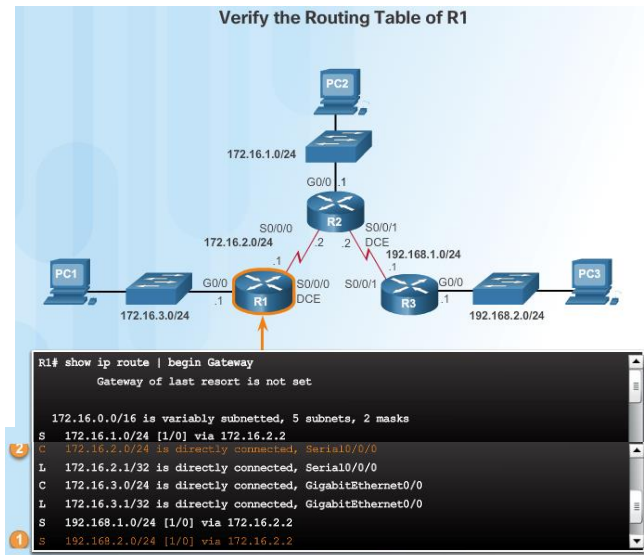 Verify the Routing Table of R1
PC2
172.16.1.0/24
G0/0 .1
R2
S0/0/0
S0/0/1
172.16.2.0/24
.2
.2
DCE
192.168.1.0/24
PC1
.1
.1
PC3
G0/0
S0/0/0
S0/0/1
G0/0
.1
R1
DCE
R3
.1
172.16.3.0/24
192.168.2.0/24
R1# show ip route | begin Gateway
Gateway of last resort is not set
172.16.0.0/16 is variably subnetted, 5 subnets, 2 masks
S 172.16.1.0/24 [1/0] via 172.16.2.2
2 C 172.16.2.0/24 is directly connected, Serial0/0/0
L 172.16.2.1/32 is directly connected, Serial0/0/0
C 172.16.3.0/24 is directly connected, GigabitEthernet0/0
L 172.16.3.1/32 is directly connected, GigabitEthernet0/0
S 192.168.1.0/24 [1/0] via 172.16.2.2
1 S 192.168.2.0/24 [1/0] via 172.16.2.2